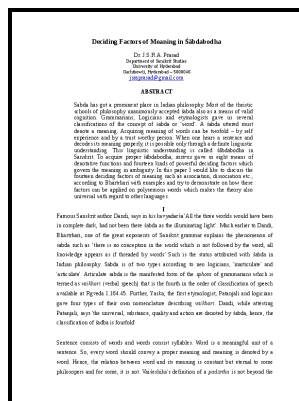 Deciding Factors of Meaning in Śābdabodha
Dr. J.S.R.A. Prasad
Department of Sanskrit Studies
University of Hyderabad
Gachibowli, Hyderabad – 5000046
jsraprasad@gmail.com
ABSTRACT
Śabda has got a prominent place in Indian philosophy. Most of the theistic
schools of philosophy unanimously accepted śabda also as a means of valid
cognition. Grammarians, Logicians and etymologists gave us several
classifications of the concept of śabda or 'word'. A śabda uttered must
denote a meaning. Acquiring meaning of words can be twofold – by self
experience and by a trust worthy person. When one hears a sentence and
decodes its meaning properly, it is possible only through a definite linguistic
understanding. This linguistic understanding is called śābdabodha in
Sanskrit. To acquire proper śābdabodha, śastras gave us eight means of
denotative functions and fourteen kinds of powerful deciding factors which
govern the meaning in ambiguity. In this paper I would like to discuss the
fourteen deciding factors of meaning such as association, dissociation etc.,
according to Bhartrhari with examples and try to demonstrate on how these
factors can be applied on polysemous words which makes the theory also
universal with regard to other languages.
I
Famous Sanskrit author Dandi, says in his kavyadarśa 'All the three worlds would have been
in complete dark, had not been there śabda as the illuminating light'. Much earlier to Dandi,
Bhartrhari, one of the great exponents of Sanskrit grammar explains the phenomenon of
śabda such as 'there is no conception in the world which is not followed by the word, all
knowledge appears as if threaded by words' Such is the status attributed with śabda in
Indian philosophy. Śabda is of two types according to neo logicians, 'inarticulate' and
'articulate'. Articulate śabda is the manifested form of the sphota of grammarians which is
termed as vaikhari (verbal speech) that is the fourth in the order of classification of speech
available at Rigveda 1.164.45. Further, Yaska, the first etymologist, Patanjali and logicians
gave four types of their own nomenclature describing vaikhari. Dandi, while attesting
Patanjali, says 'the universal, substance, quality and action are denoted by śabda, hence, the
classification of śabda is fourfold'
Sentence consists of words and words consist syllables. Word is a meaningful unit of a
sentence. So, every word should convey a proper meaning and meaning is denoted by a
word. Hence, the relation between word and its meaning is constant but eternal to some
philosophers and for some, it is not. Vaiśeshika's definition of a padārtha is not beyond the